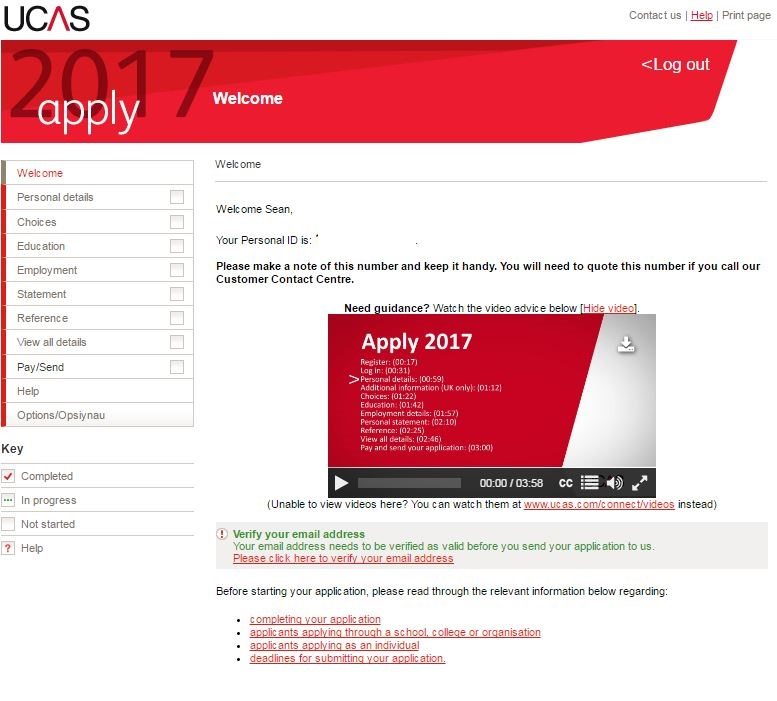 UCAS
Contact us | Help | Print page
2017
apply
Welcome
<Log out
Welcome
Personal details
Choices
Education
Employment
Statement
Reference
View all details
Pay/Send
Help
Options/Opsiynau
Key
Completed
In progress
Not started
? Help
Welcome
Welcome Sean,
Your Personal ID is:
Please make a note of this number and keep it handy. You will need to quote this number if you call our
Customer Contact Centre.
Need guidance? Watch the video advice below [Hide video].
Apply 2017
Register: (00:17)
Log in: (00:31)
>Personal details: (00:59)
Additional information (UK only): (01:12)
Choices: (01:22)
Education: (01:42)
Employment details: (01:57)
Personal statement: (02:10)
Reference: (02:25)
View all details: (02:46)
Pay and send your application: (03:00)
00:00 / 03:58 CC
(Unable to view videos here? You can watch them at www.ucas.com/connect/videos instead)
! Verify your email address
Your email address needs to be verified as valid before you send your application to us.
Please click here to verify your email address
Before starting your application, please read through the relevant information below regarding:
• completing your application
• applicants applying through a school, college or organisation
• applicants applying as an individual
• deadlines for submitting your application.